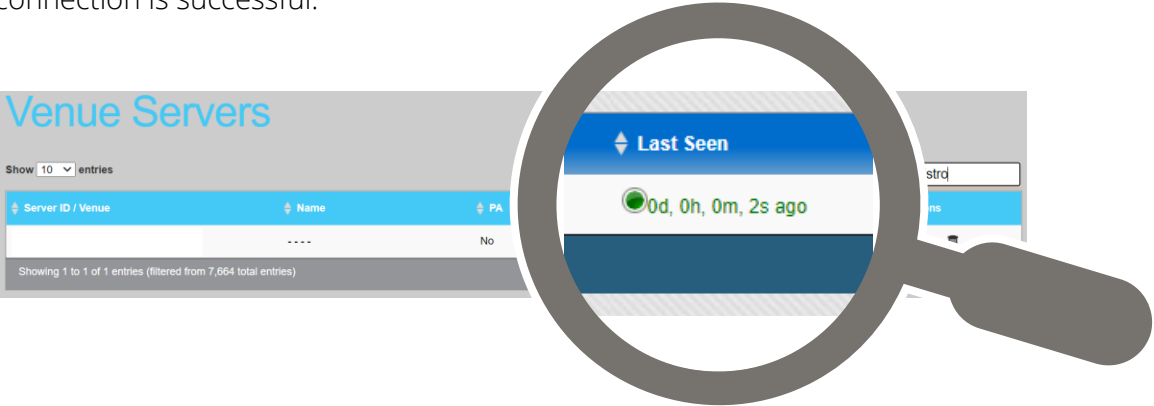 connection is successful.
Venue Servers
Show 10 entries
stro
Server ID / Venue Name PA
Last Seen
ns
---- No
0d, 0h, 0m, 2s ago
Showing 1 to 1 of 1 entries (filtered from 7,664 total entries)